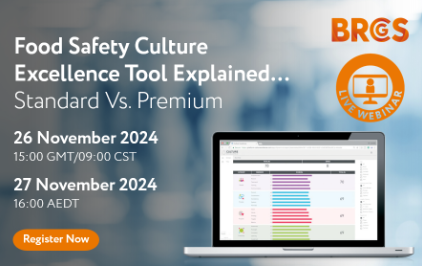 BRCGS
Food Safety Culture
Excellence Tool Explained...
Standard Vs. Premium
LIVE WEBINAR
26 November 2024
15:00 GMT/09:00 CST
27 November 2024
16:00 AEDT
Register Now